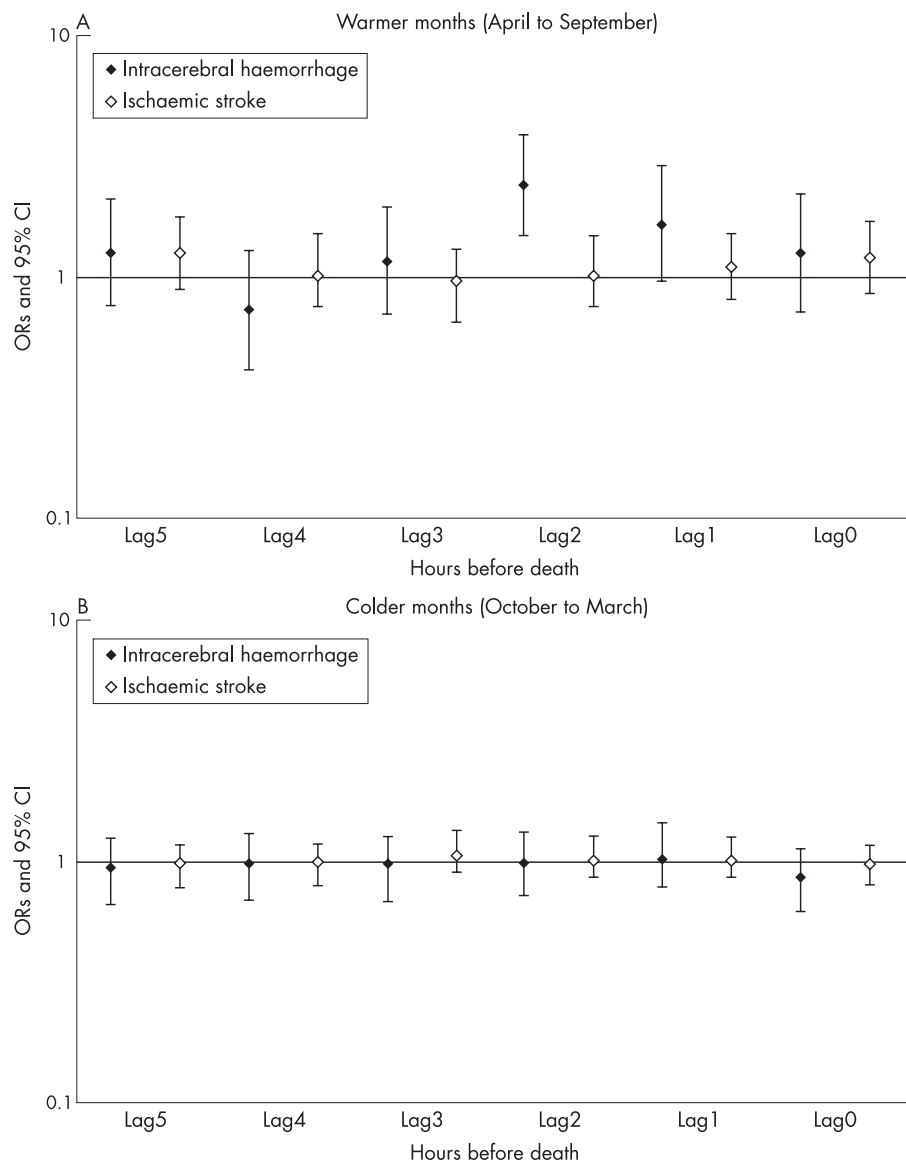 A
Warmer months (April to September)
10
Intracerebral haemorrhage
Ischaemic stroke
ORs and 95% CI
1
0.1
Lag5 Lag4 Lag3 Lag2 Lag1 Lag0
Hours before death
B
Colder months (October to March)
10
Intracerebral haemorrhage
Ischaemic stroke
ORs and 95% CI
1
0.1
Lag5 Lag4 Lag3 Lag2 Lag1 Lag0
Hours before death